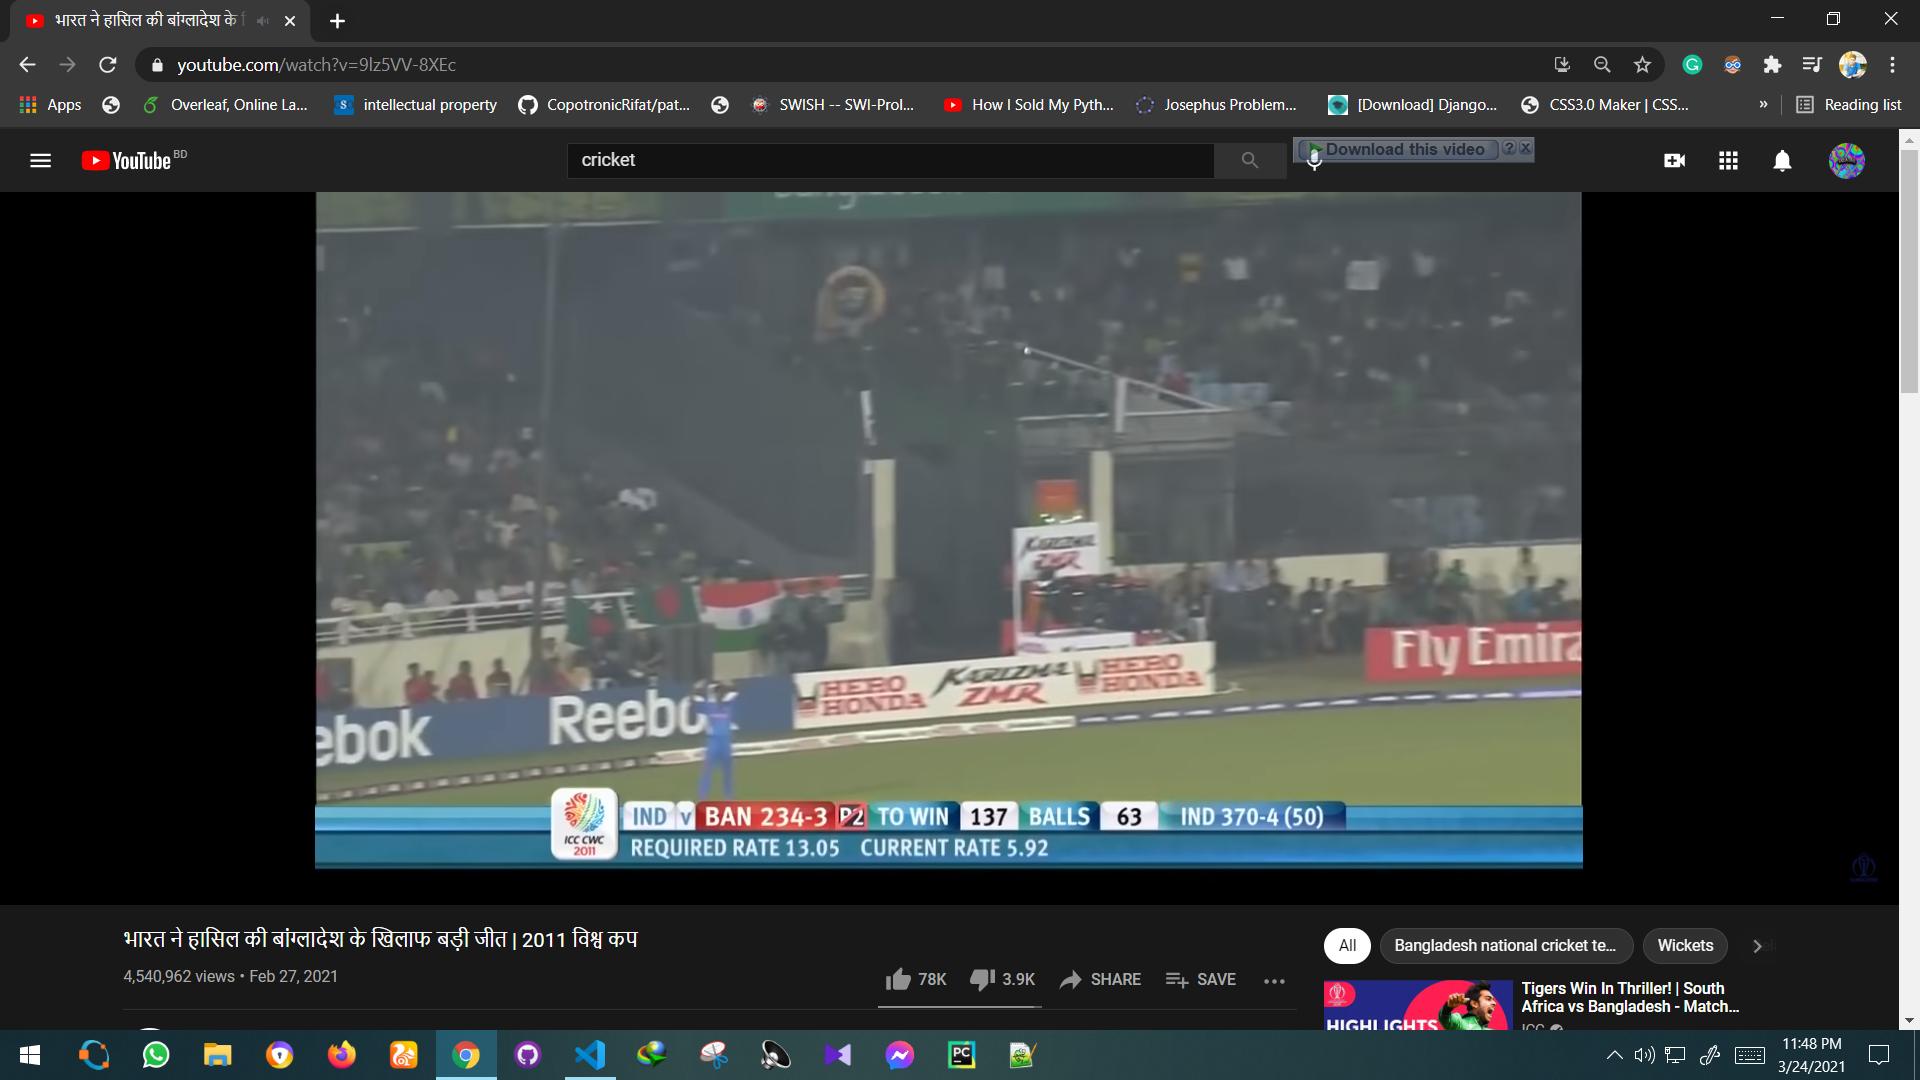 भारत ने हासिल की बांग्लादेश के
youtube.com/watch?v=9lz5VV-8XEc
Apps
Overleaf, Online La...
intellectual property
CopotronicRifat/pat...
SWISH -- SWI-Prol...
How I Sold My Pyth...
Josephus Problem...
[Download] Django...
CSS3.0 Maker | CSS...
»
Reading list
YouTube BD
cricket
Download this video
KARIZMA
ZMR
Fly Emira
HERO HONDA
KARIZMA ZMR
HERO HONDA
Reebok
ebok
ICC CWC 2011
IND v BAN 234-3 P2 TO WIN 137 BALLS 63 IND 370-4 (50)
REQUIRED RATE 13.05 CURRENT RATE 5.92
भारत ने हासिल की बांग्लादेश के खिलाफ बड़ी जीत | 2011 विश्व कप
4,540,962 views • Feb 27, 2021
78K
3.9K
SHARE
SAVE
All
Bangladesh national cricket te...
Wickets
Tigers Win In Thriller! | South
Africa vs Bangladesh - Match...
HIGHLIGHTS
ICC
11:48 PM
3/24/2021